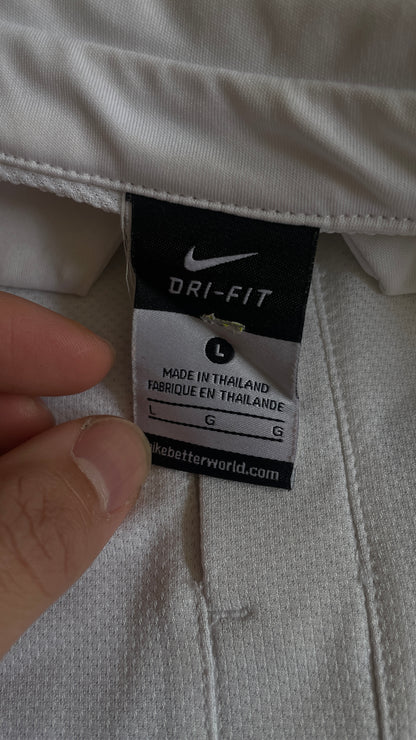 DRI-FIT
L
MADE IN THAILAND
FABRIQUE EN THAILANDE
L G G
ikebetterworld.com